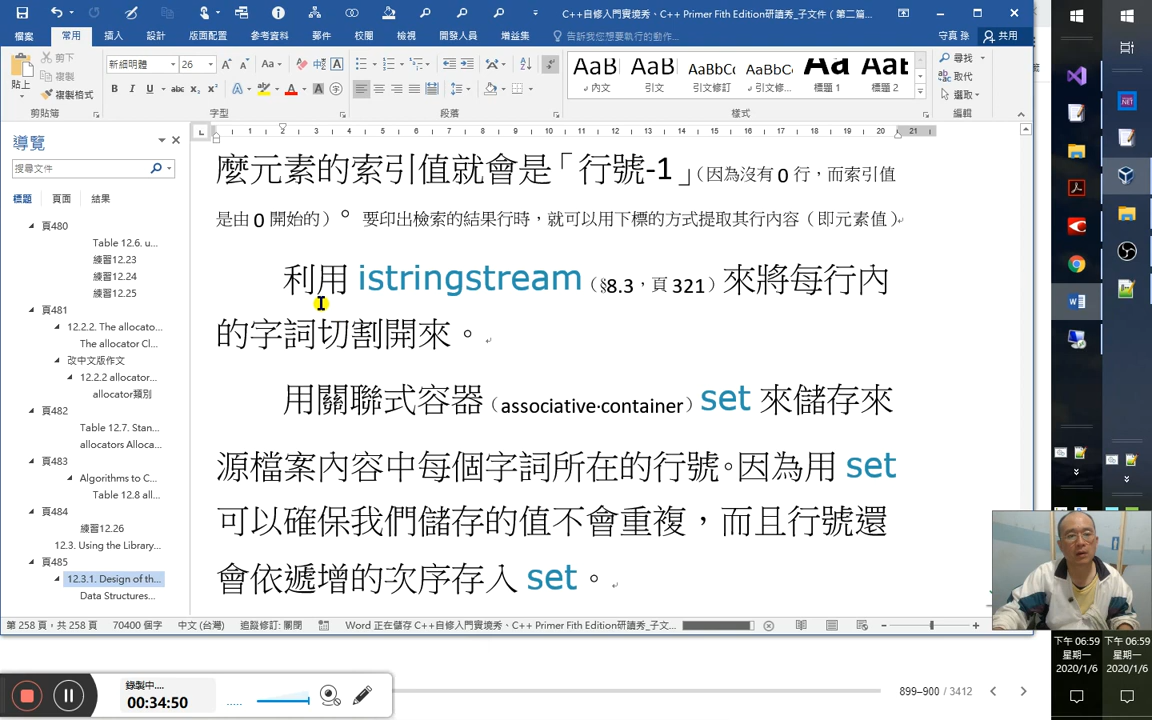 C++自修入門實境秀、C++ Primer Fith Edition研讀秀_子文件（第二篇...
檔案 常用 插入 設計 版面配置 參考資料 郵件 校閱 檢視 開發人員 增益集 告訴我您想要執行的動作... 守真 孫 共用
貼上 剪下 複製 複製格式
新細明體 26
AaB AaB AaBbCc AaBbCc AaB AaB
內文 引文 引文修訂 引文修... 標題 1 標題 2
尋找 取代 選取
剪貼簿 字型 段落 樣式 編輯
導覽
搜尋文件
標題 頁面 結果
頁480
Table 12.6. u...
練習12.23
練習12.24
練習12.25
頁481
12.2.2. The allocato...
The allocator Cl...
改中文版作文
12.2.2 allocator...
allocator類別
頁482
Table 12.7. Stan...
allocators Alloca...
頁483
Algorithms to C...
Table 12.8 all...
頁484
練習12.26
12.3. Using the Library...
頁485
12.3.1. Design of th...
Data Structures...
麼元素的索引值就會是「行號-1」（因為沒有 0 行，而索引值
是由 0 開始的）。 要印出檢索的結果行時，就可以用下標的方式提取其行內容（即元素值）
利用 istringstream（§8.3，頁 321）來將每行內
的字詞切割開來。
用關聯式容器（associative·container）set 來儲存來
源檔案內容中每個字詞所在的行號。因為用 set
可以確保我們儲存的值不會重複，而且行號還
會依遞增的次序存入 set。
第 258 頁，共 258 頁 70400 個字 中文 (台灣) 追蹤修訂: 關閉 Word 正在儲存 C++自修入門實境秀、C++ Primer Fith Edition研讀秀_子文...
錄製中....
00:34:50
899–900 / 3412
下午 06:59
星期一
2020/1/6
下午 06:59
星期一
2020/1/6